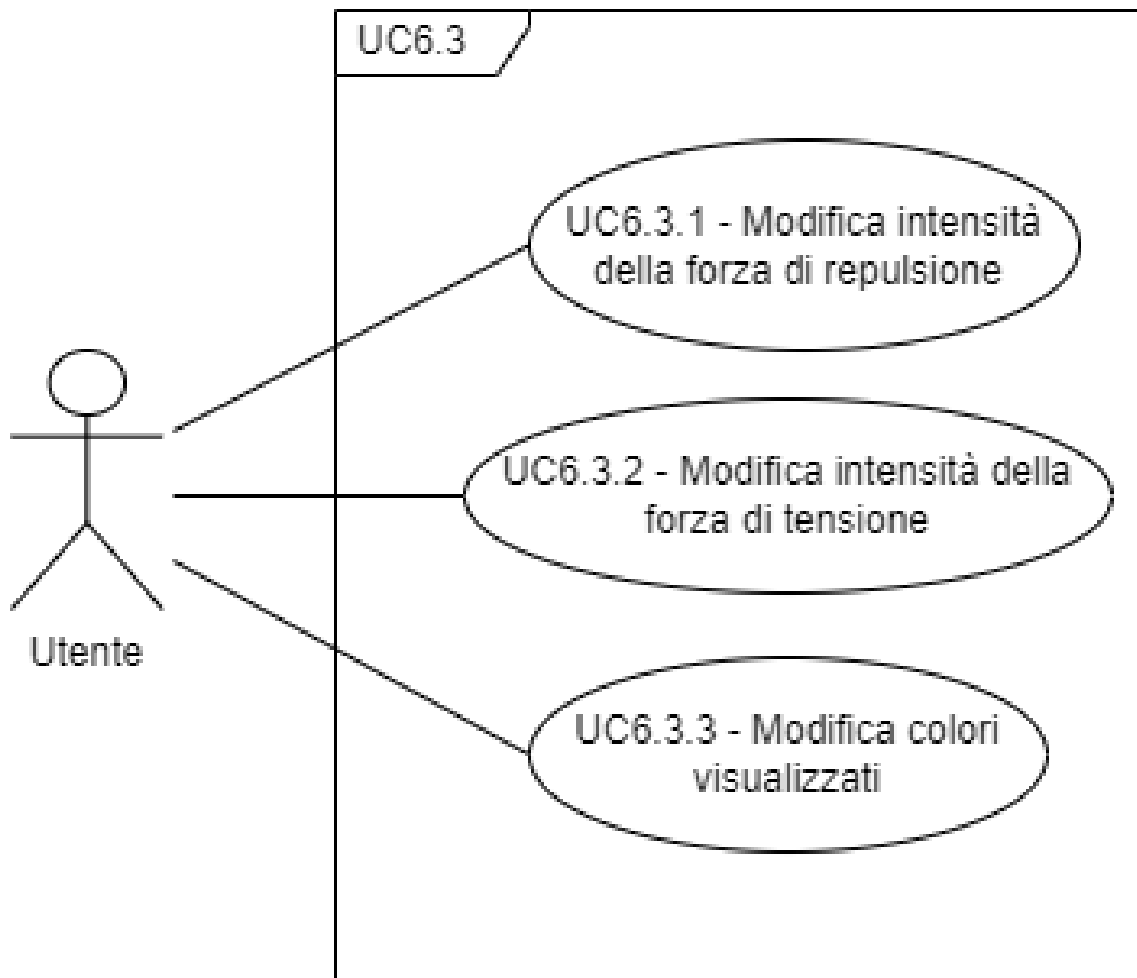 UC6.3
UC6.3.1 - Modifica intensità
della forza di repulsione
UC6.3.2 - Modifica intensità della
forza di tensione
Utente
UC6.3.3 - Modifica colori
visualizzati